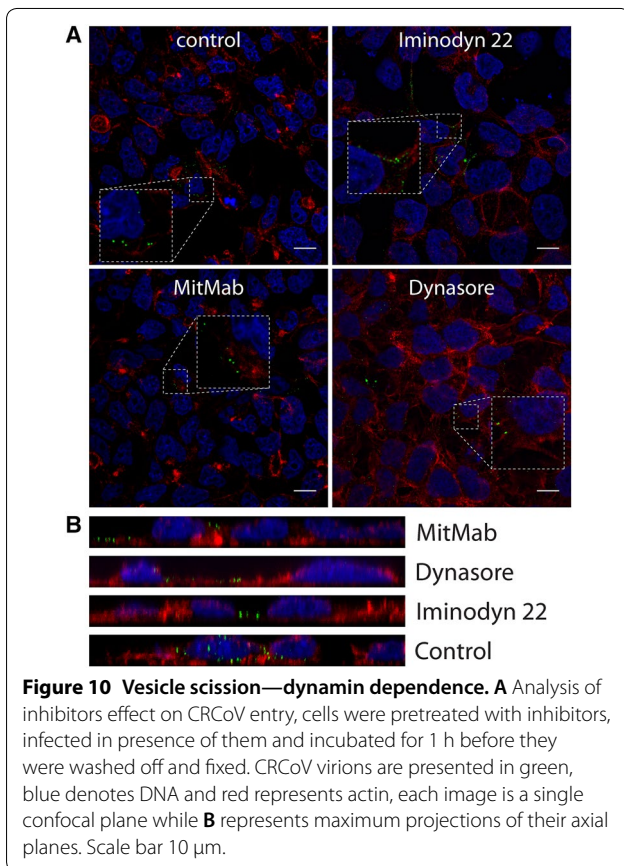 A
control
Iminodyn 22
MitMab
Dynasore
B
MitMab
Dynasore
Iminodyn 22
Control
Figure 10 Vesicle scission—dynamin dependence. A Analysis of
inhibitors effect on CRCoV entry, cells were pretreated with inhibitors,
infected in presence of them and incubated for 1 h before they
were washed off and fixed. CRCoV virions are presented in green,
blue denotes DNA and red represents actin, each image is a single
confocal plane while B represents maximum projections of their axial
planes. Scale bar 10 μm.